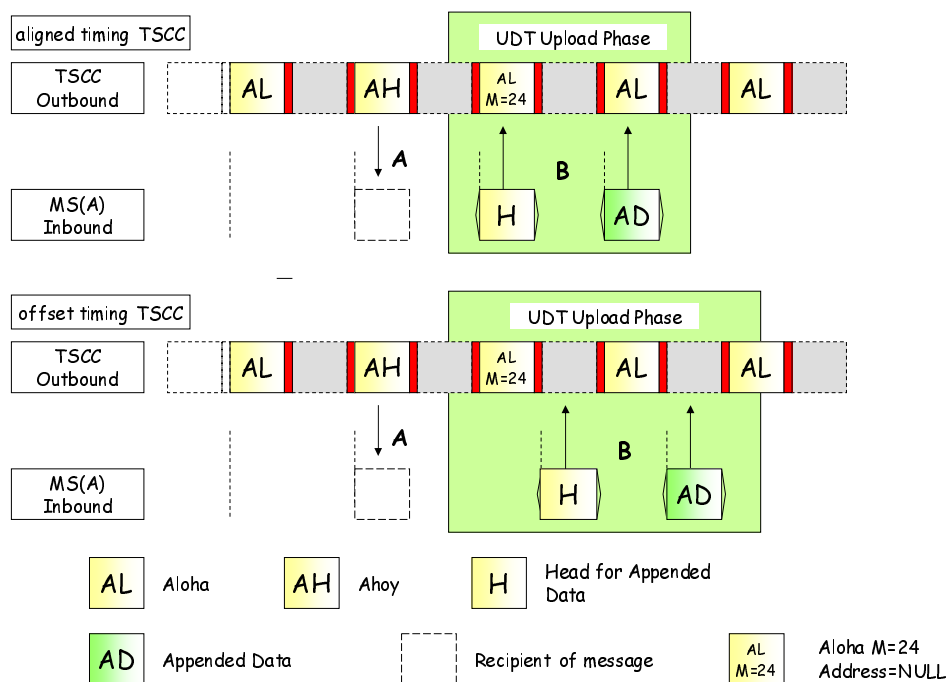 aligned timing TSCC
UDT Upload Phase
TSCC
Outbound
AL
AH
AL
M=24
AL
AL
A
B
MS(A)
Inbound
H
AD
offset timing TSCC
UDT Upload Phase
TSCC
Outbound
AL
AH
AL
M=24
AL
AL
A
B
MS(A)
Inbound
H
AD
AL
Aloha
AH
Ahoy
H
Head for Appended
Data
AD
Appended Data
Recipient of message
AL
M=24
Aloha M=24
Address=NULL